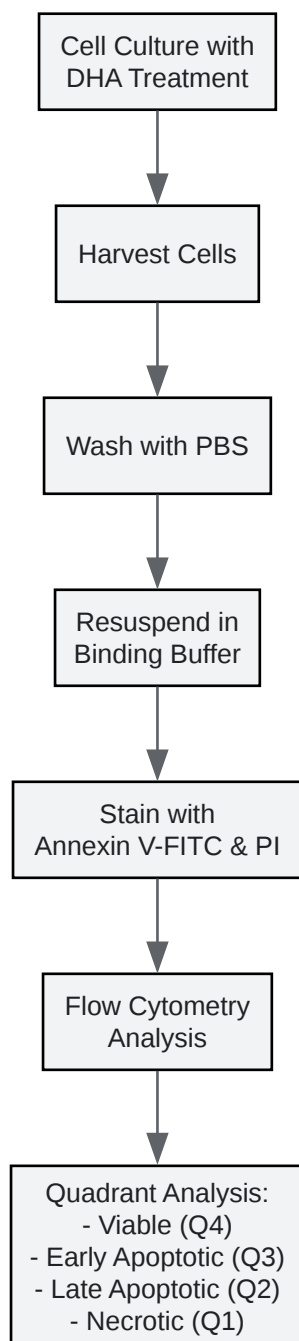 Cell Culture with
DHA Treatment
Harvest Cells
Wash with PBS
Resuspend in
Binding Buffer
Stain with
Annexin V-FITC & PI
Flow Cytometry
Analysis
Quadrant Analysis:
- Viable (Q4)
- Early Apoptotic (Q3)
- Late Apoptotic (Q2)
- Necrotic (Q1)